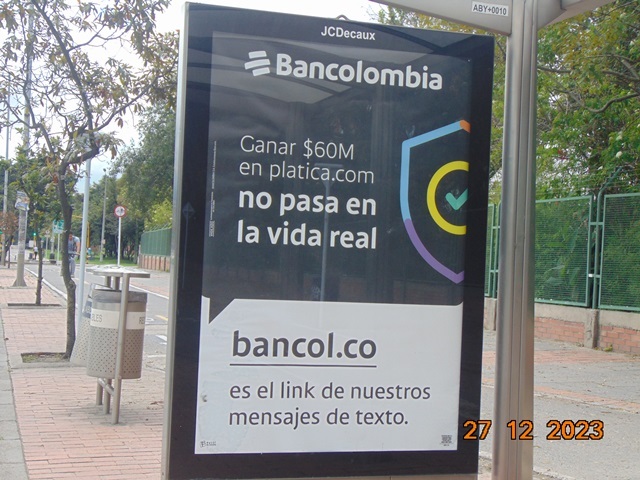 ABY+0010
JCDecaux
Bancolombia
Ganar $60M
en platica.com
no pasa en
la vida real
bancol.co
es el link de nuestros
mensajes de texto.
27 12 2023